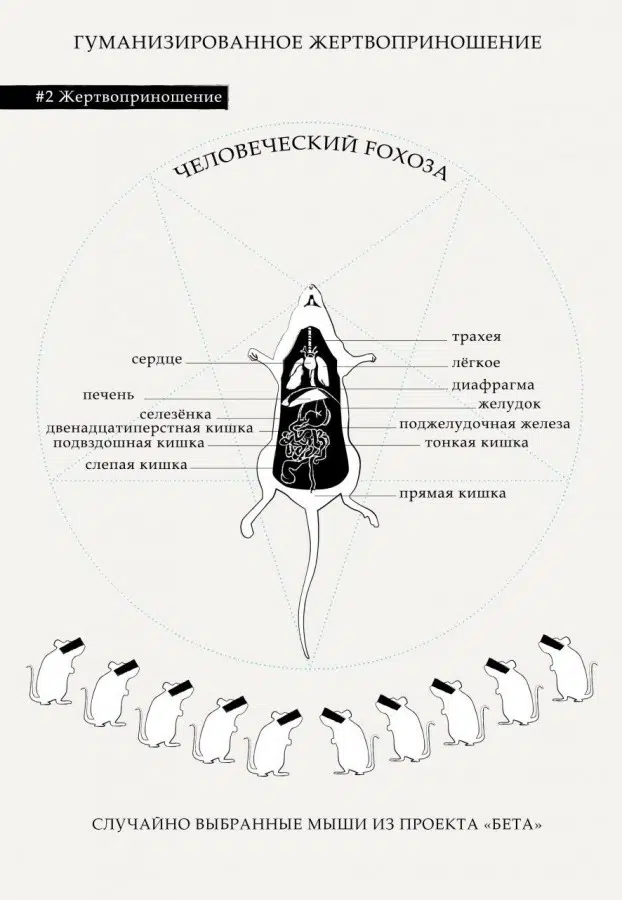 ГУМАНИЗИРОВАННОЕ ЖЕРТВОПРИНОШЕНИЕ
#2 Жертвоприношение
ЧЕЛОВЕЧЕСКИЙ FOXОЗА
трахея
сердце
лёгкое
диафрагма
печень
желудок
селезёнка
поджелудочная железа
двенадцатиперстная кишка
подвздошная кишка
тонкая кишка
слепая кишка
прямая кишка
СЛУЧАЙНО ВЫБРАННЫЕ МЫШИ ИЗ ПРОЕКТА «БЕТА»